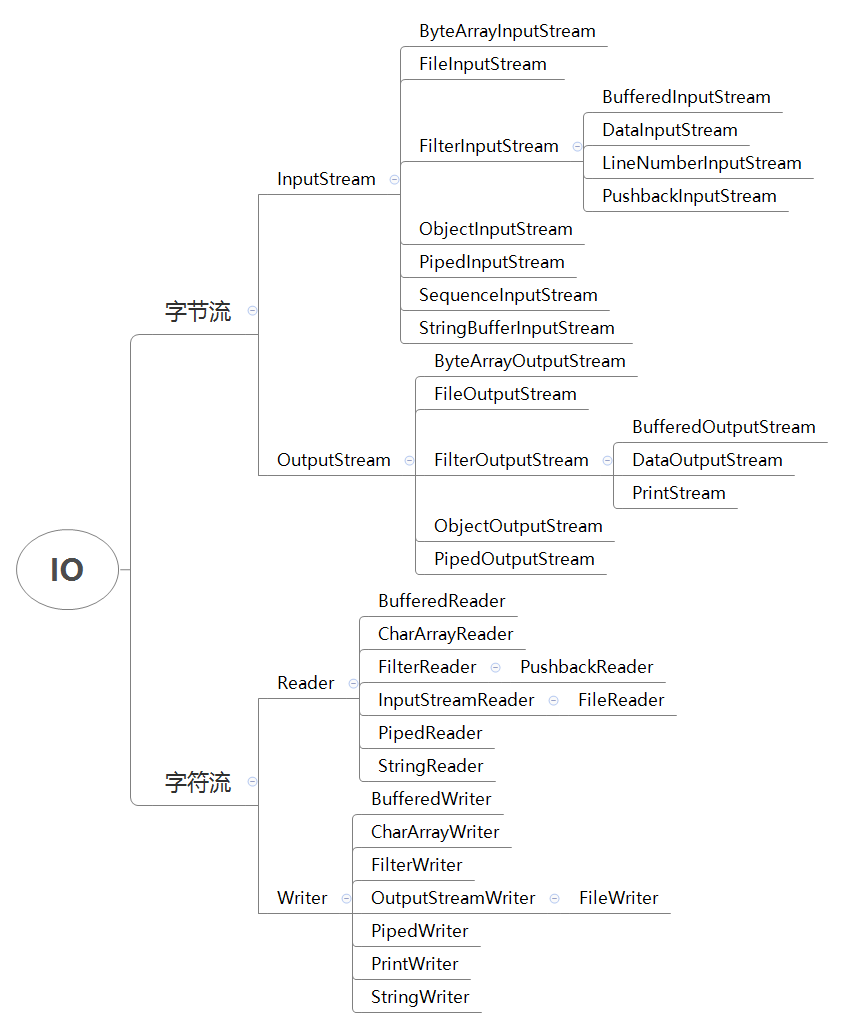 IO
字节流
InputStream
ByteArrayInputStream
FileInputStream
FilterInputStream
BufferedInputStream
DataInputStream
LineNumberInputStream
PushbackInputStream
ObjectInputStream
PipedInputStream
SequenceInputStream
StringBufferInputStream
OutputStream
ByteArrayOutputStream
FileOutputStream
FilterOutputStream
BufferedOutputStream
DataOutputStream
PrintStream
ObjectOutputStream
PipedOutputStream
字符流
Reader
BufferedReader
CharArrayReader
FilterReader
PushbackReader
InputStreamReader
FileReader
PipedReader
StringReader
Writer
BufferedWriter
CharArrayWriter
FilterWriter
OutputStreamWriter
FileWriter
PipedWriter
PrintWriter
StringWriter